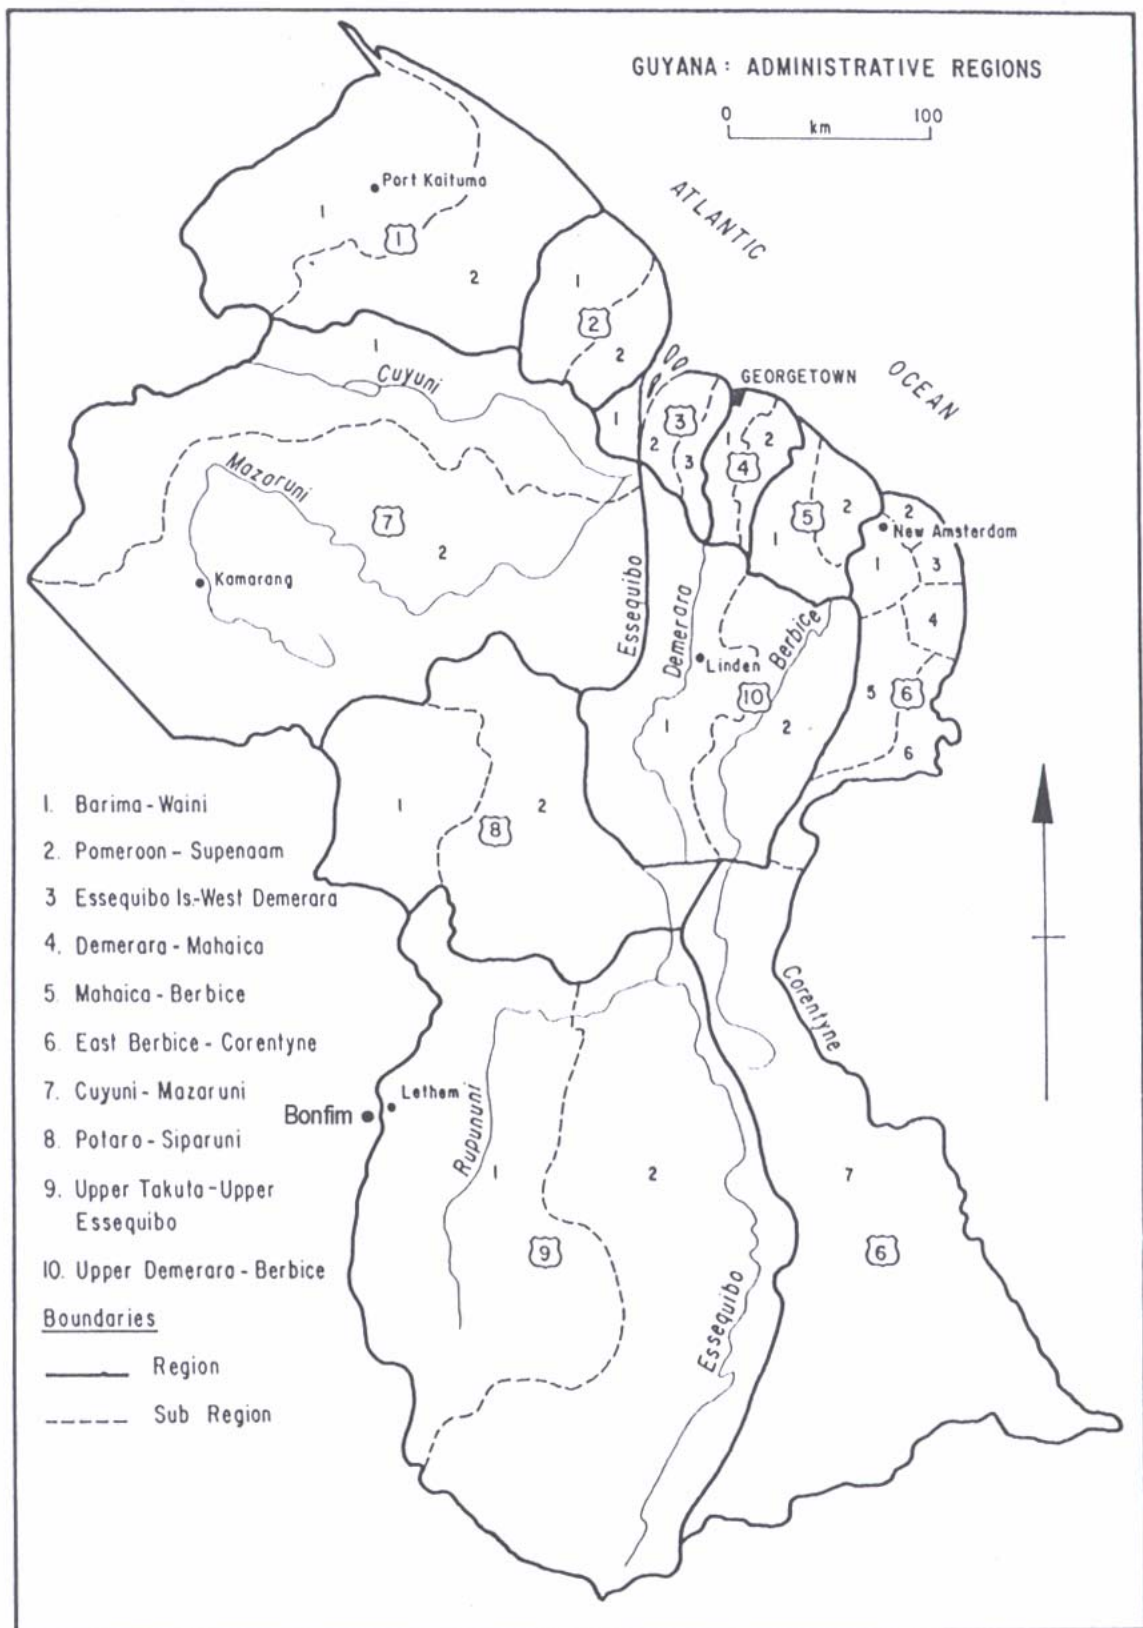 GUYANA: ADMINISTRATIVE REGIONS
0 100
km
ATLANTIC
OCEAN
Port Kaituma
1
1
2
1
2
2
1
Cuyuni
GEORGETOWN
1
2
3
3
1
2
4
1
5
2
2
New Amsterdam
1
3
4
5
6
6
Mazaruni
7
2
Kamarang
Essequibo
Demerara
Berbice
Linden
10
1
2
1
8
2
Corentyne
Lethem
Bonfim
Rupununi
1
2
9
Essequibo
7
6
1. Barima-Waini
2. Pomeroon-Supenaam
3 Essequibo Is.-West Demerara
4. Demerara-Mahaica
5. Mahaica-Berbice
6. East Berbice-Corentyne
7. Cuyuni-Mazaruni
8. Potaro-Siparuni
9. Upper Takuta-Upper
Essequibo
10. Upper Demerara-Berbice
Boundaries
Region
Sub Region